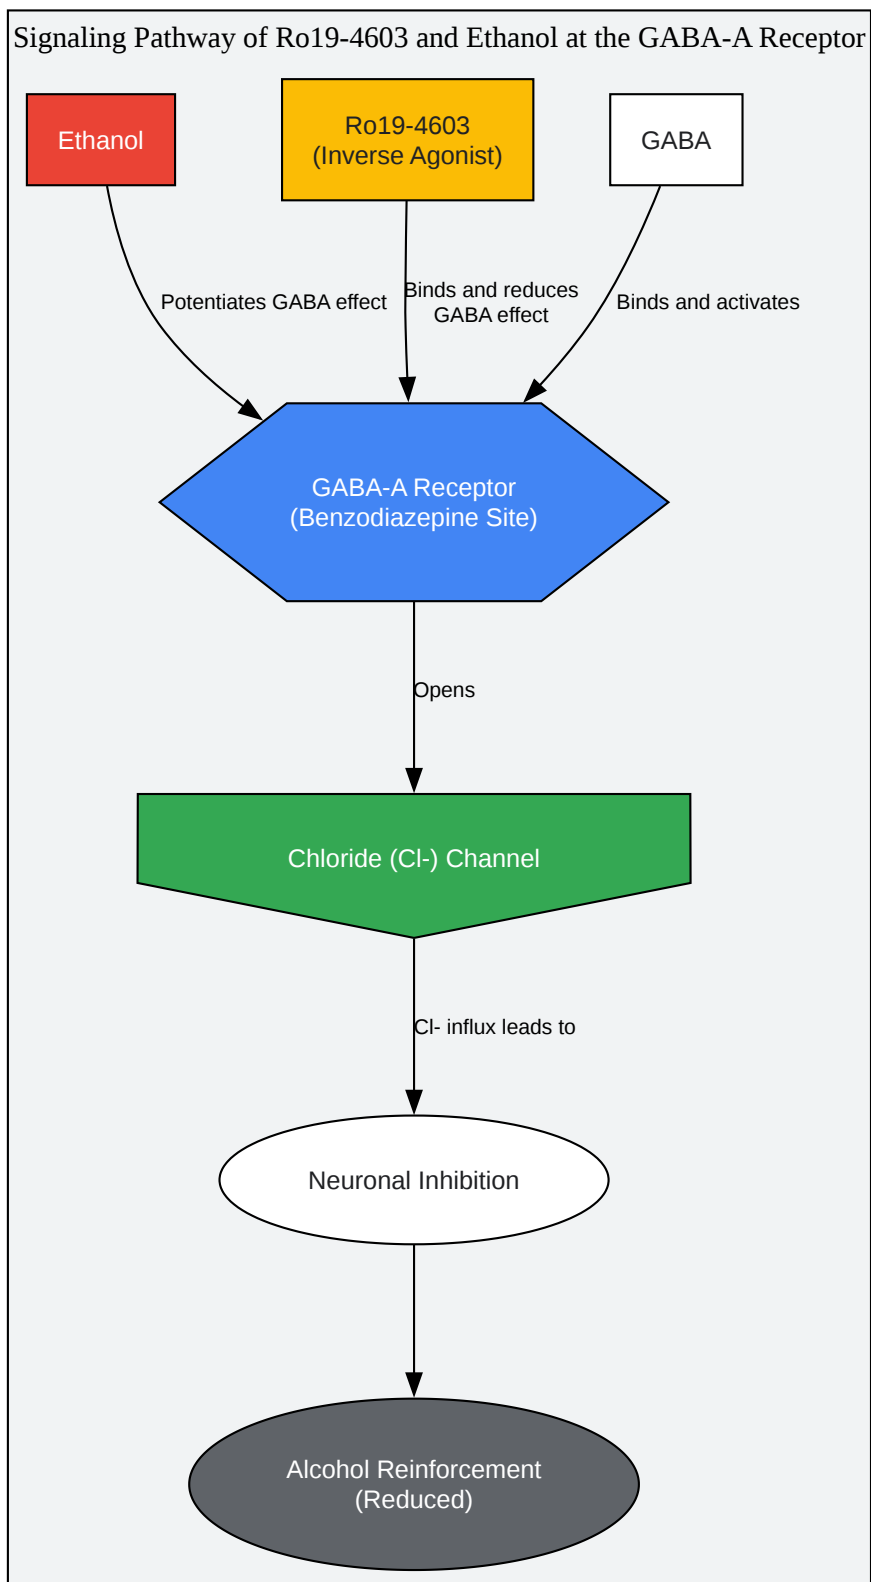 Signaling Pathway of Ro19-4603 and Ethanol at the GABA-A Receptor
Ethanol
Ro19-4603
(Inverse Agonist)
GABA
Potentiates GABA effect
Binds and reduces
GABA effect
Binds and activates
GABA-A Receptor
(Benzodiazepine Site)
Opens
Chloride (Cl-) Channel
Cl- influx leads to
Neuronal Inhibition
Alcohol Reinforcement
(Reduced)